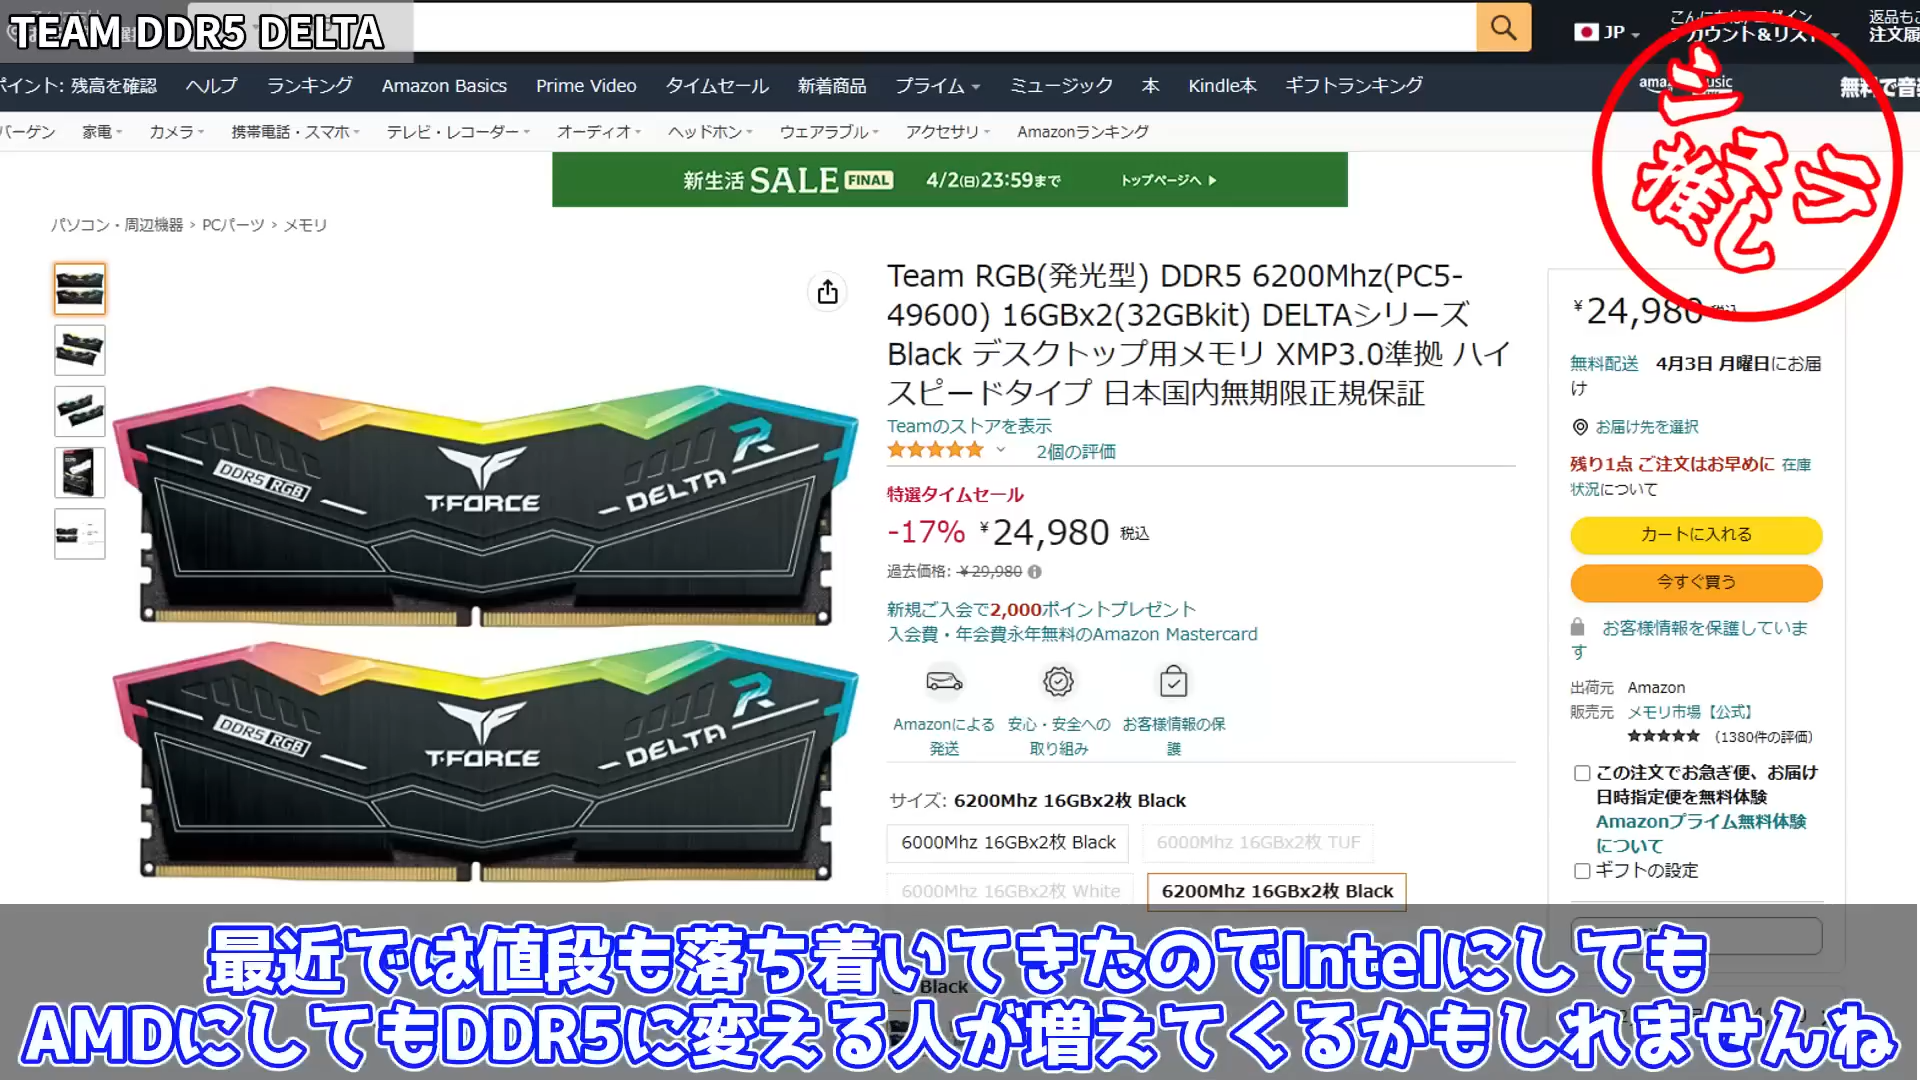 TEAM DDR5 DELTA
JP
こんにちは, ログイン
アカウント&リスト
ポイント: 残高を確認 ヘルプ ランキング Amazon Basics Prime Video タイムセール 新着商品 プライム ミュージック 本 Kindle本 ギフトランキング
バーゲン 家電 カメラ 携帯電話・スマホ テレビ・レコーダー オーディオ ヘッドホン ウェアラブル アクセサリ Amazonランキング
新生活 SALE FINAL 4/2(日)23:59まで トップページへ
パソコン・周辺機器 › PCパーツ › メモリ
DDR5 RGB
T-FORCE
DELTA
R
DDR5 RGB
T-FORCE
DELTA
R
Team RGB(発光型) DDR5 6200Mhz(PC5-
49600) 16GBx2(32GBkit) DELTAシリーズ
Black デスクトップ用メモリ XMP3.0準拠 ハイ
スピードタイプ 日本国内無期限正規保証
Teamのストアを表示
2個の評価
特選タイムセール
-17% ¥24,980 税込
過去価格: ¥29,980
新規ご入会で2,000ポイントプレゼント
入会費・年会費永年無料のAmazon Mastercard
Amazonによる
発送
安心・安全への
取り組み
お客様情報の保
護
サイズ: 6200Mhz 16GBx2枚 Black
6000Mhz 16GBx2枚 Black
6000Mhz 16GBx2枚 TUF
6000Mhz 16GBx2枚 White
6200Mhz 16GBx2枚 Black
Black
¥24,980 税込
無料配送 4月3日 月曜日にお届
け
お届け先を選択
残り1点 ご注文はお早めに 在庫
状況について
カートに入れる
今すぐ買う
お客様情報を保護していま
す
出荷元 Amazon
販売元 メモリ市場【公式】
(1380件の評価)
この注文でお急ぎ便、お届け
日時指定便を無料体験
Amazonプライム無料体験
について
ギフトの設定
最近では値段も落ち着いてきたのでIntelにしても
AMDにしてもDDR5に変える人が増えてくるかもしれませんね